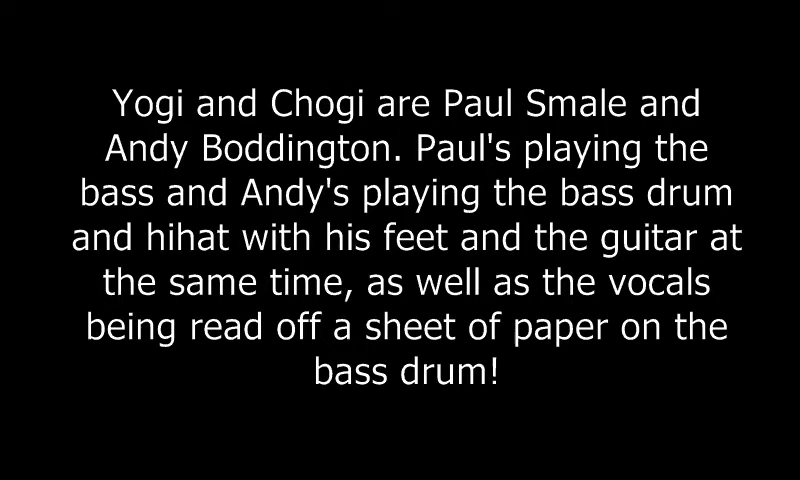 Yogi and Chogi are Paul Smale and
Andy Boddington. Paul's playing the
bass and Andy's playing the bass drum
and hihat with his feet and the guitar at
the same time, as well as the vocals
being read off a sheet of paper on the
bass drum!